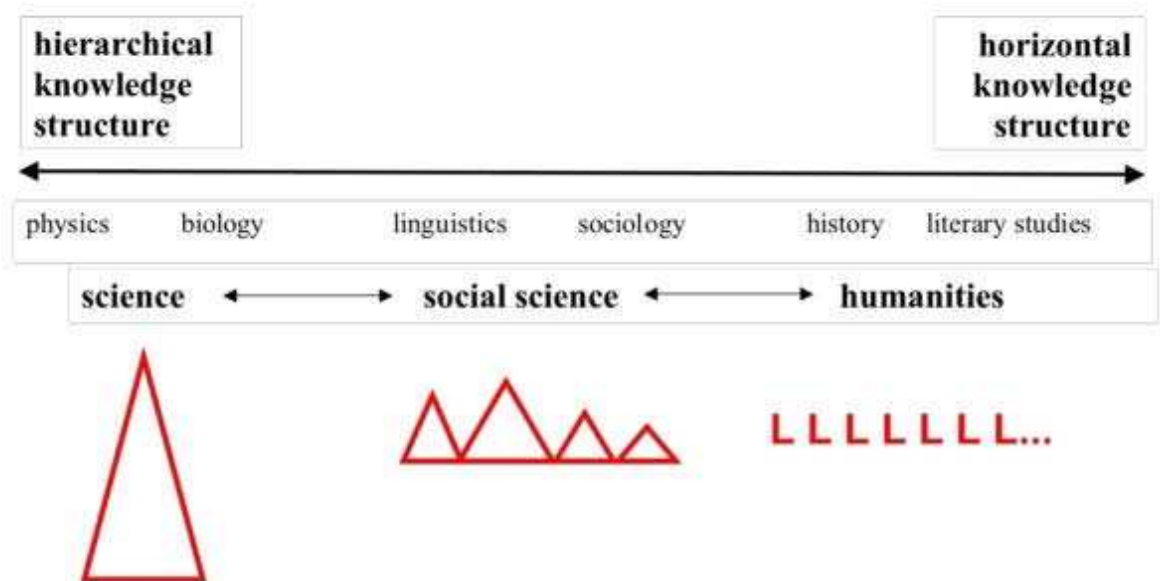 hierarchical
knowledge
structure
horizontal
knowledge
structure
physics biology linguistics sociology history literary studies
science social science humanities
L L L L L L L...